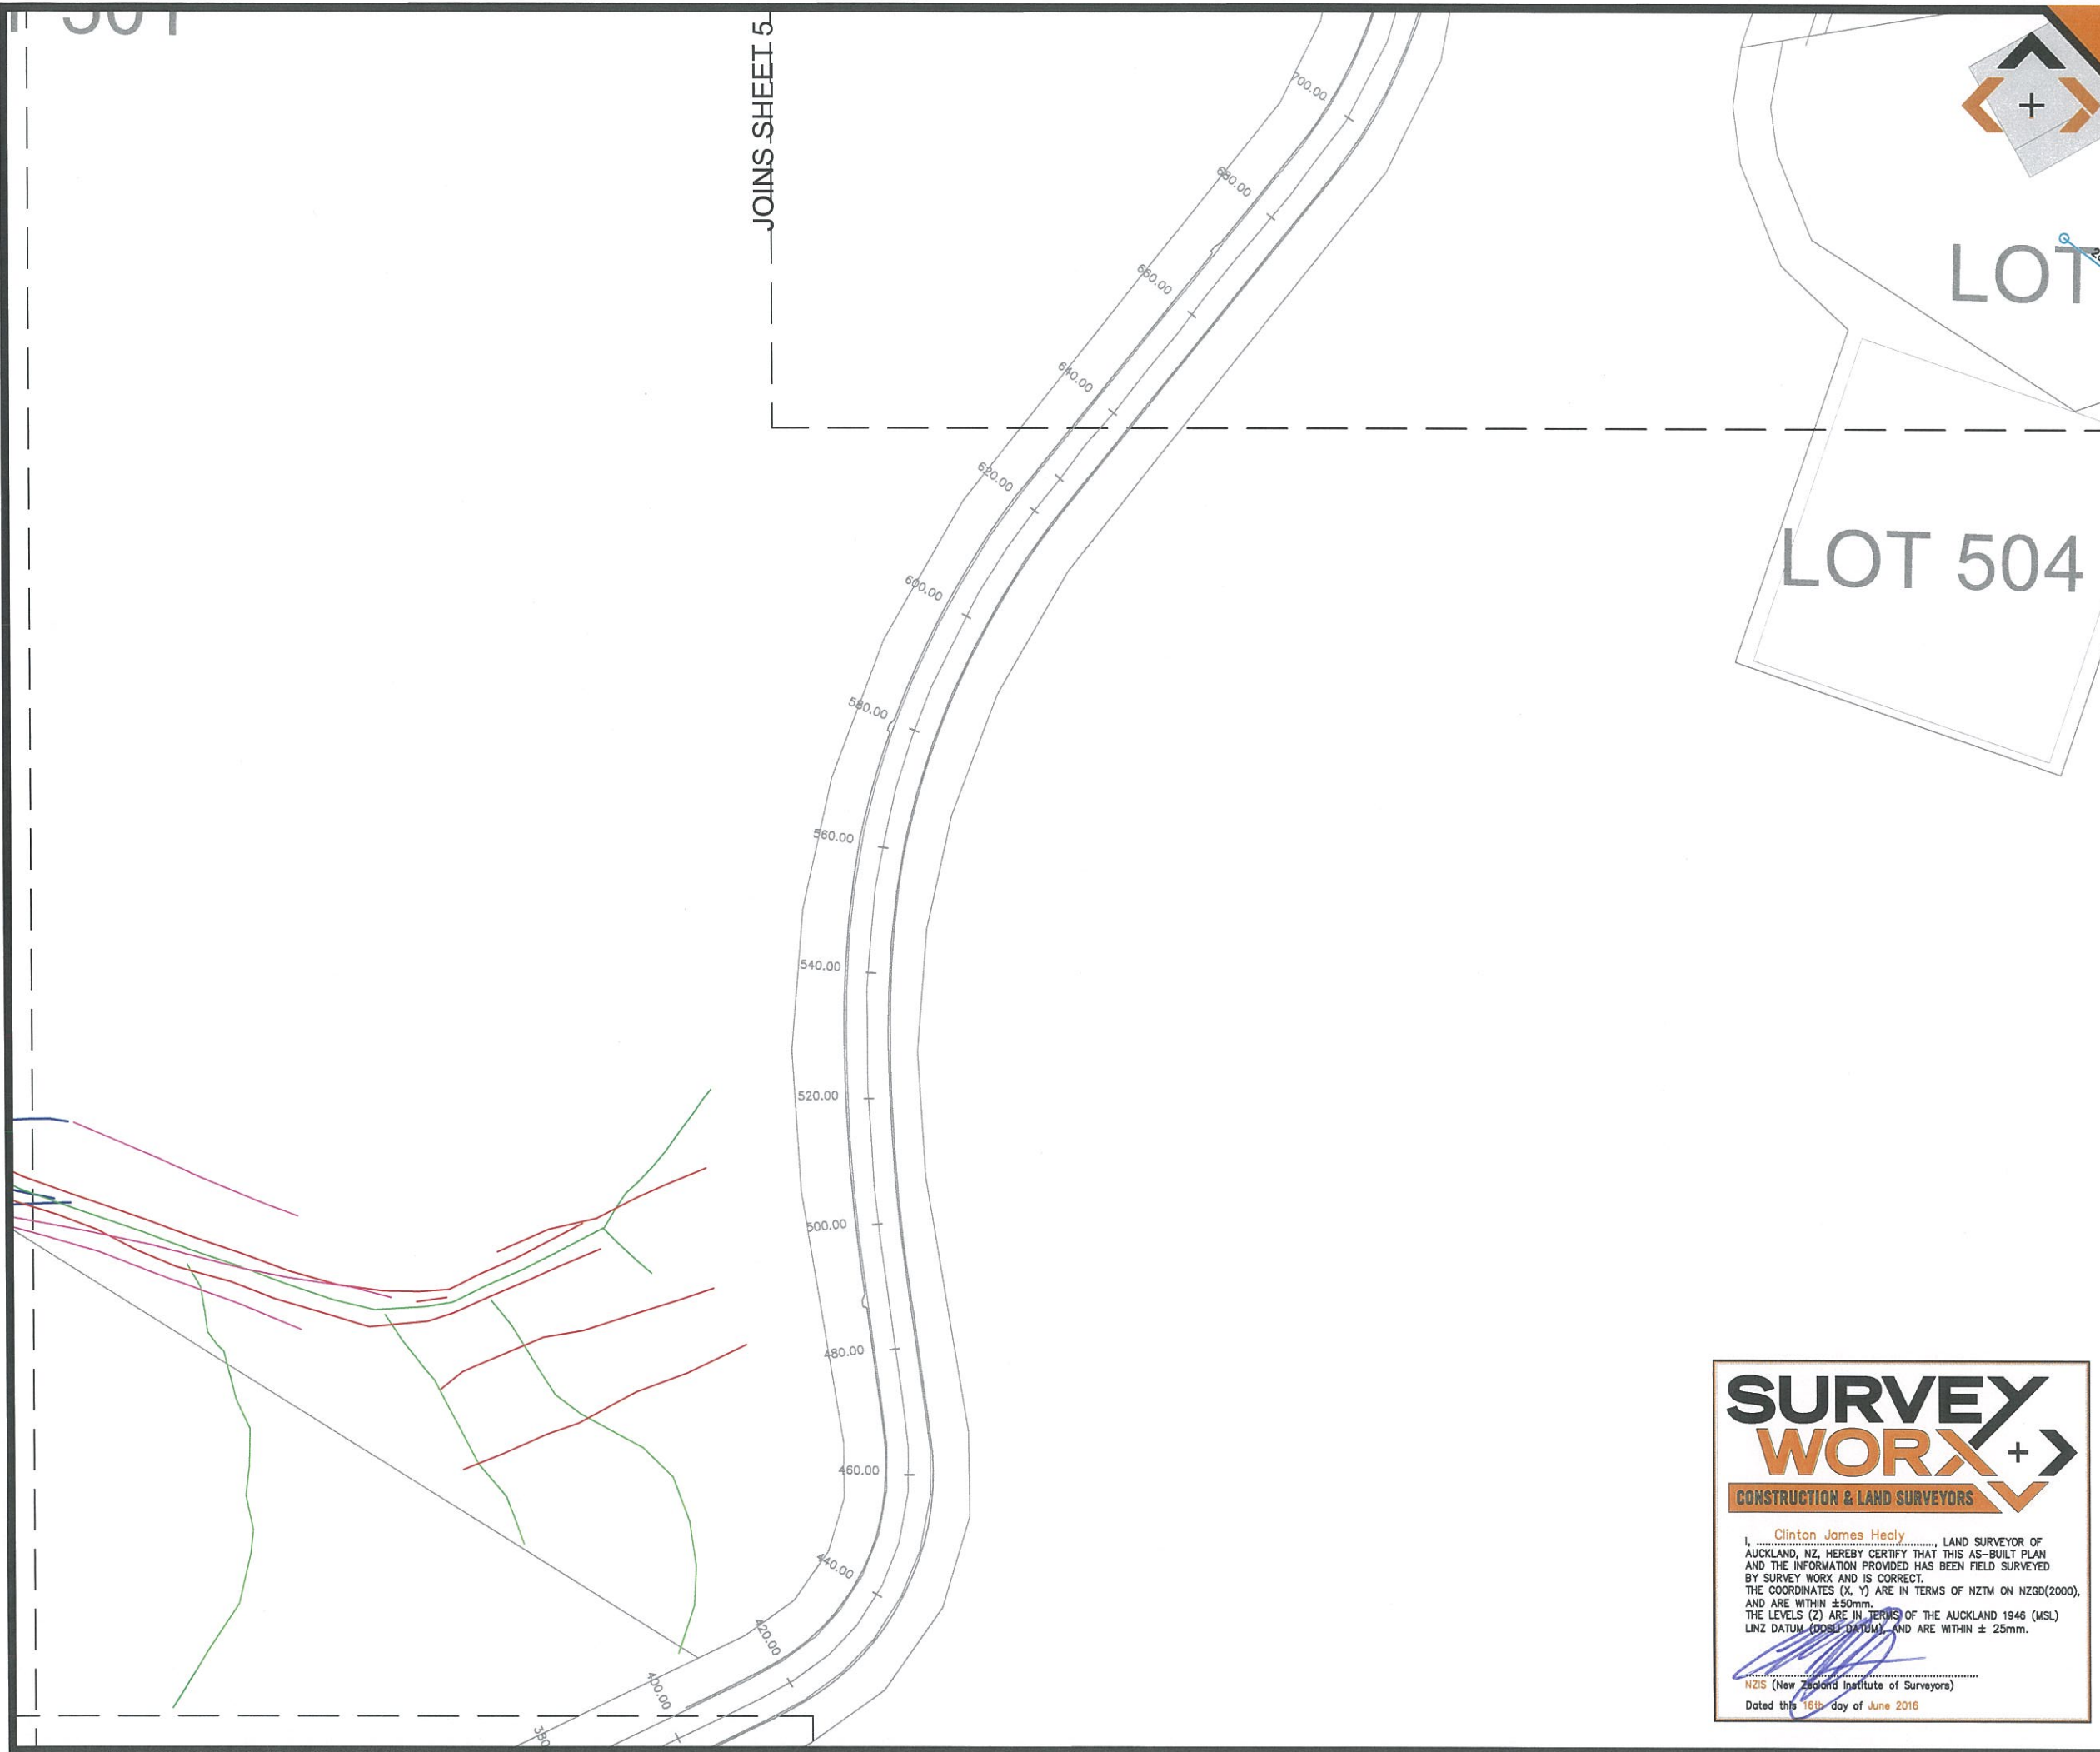 JOINS SHEET 5
700.00
680.00
660.00
640.00
620.00
600.00
580.00
560.00
540.00
520.00
500.00
480.00
460.00
440.00
420.00
400.00
380
LOT
LOT 504
SURVEY
WORX
CONSTRUCTION & LAND SURVEYORS
I, Clinton James Healy, LAND SURVEYOR OF
AUCKLAND, NZ, HEREBY CERTIFY THAT THIS AS-BUILT PLAN
AND THE INFORMATION PROVIDED HAS BEEN FIELD SURVEYED
BY SURVEY WORX AND IS CORRECT.
THE COORDINATES (X, Y) ARE IN TERMS OF NZTM ON NZGD(2000),
AND ARE WITHIN ±50mm.
THE LEVELS (Z) ARE IN TERMS OF THE AUCKLAND 1946 (MSL)
LINZ DATUM (DOSLI DATUM), AND ARE WITHIN ± 25mm.
NZIS (New Zealand Institute of Surveyors)
Dated this 16th day of June 2016